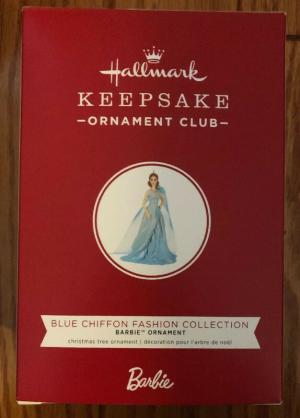 Hallmark
KEEPSAKE
—ORNAMENT CLUB—
BLUE CHIFFON FASHION COLLECTION
BARBIE™ ORNAMENT
christmas tree ornament | décoration pour l'arbre de noël
Barbie